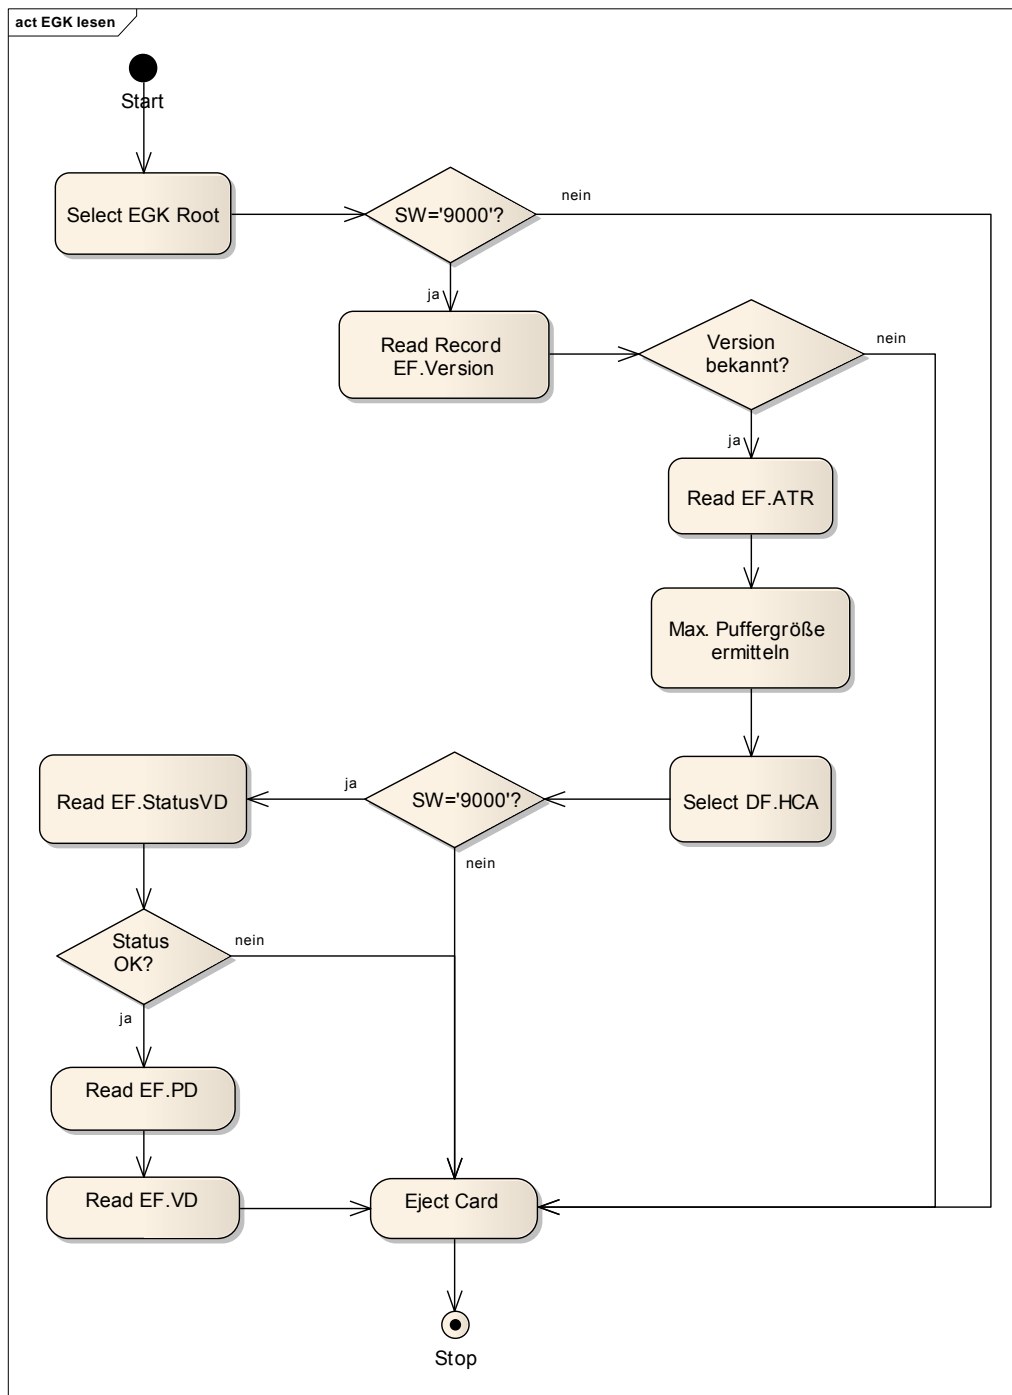 act EGK lesen
Start
Select EGK Root
SW='9000'?
nein
ja
Read Record
EF.Version
Version
bekannt?
nein
ja
Read EF.ATR
Max. Puffergröße
ermitteln
Select DF.HCA
SW='9000'?
ja
nein
Read EF.StatusVD
Status
OK?
nein
ja
Read EF.PD
Read EF.VD
Eject Card
Stop